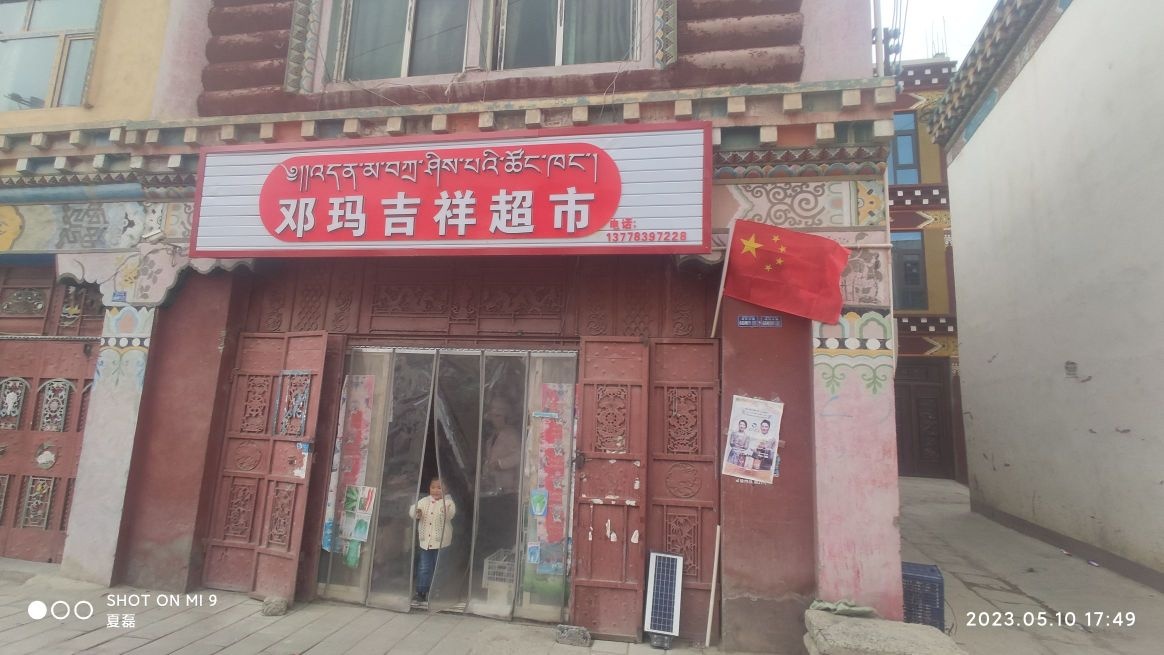 ༄།།འདན་མ་བཀྲ་ཤིས་པའི་ཚོང་ཁང་།
邓玛吉祥超市
电话:
13778397228
SHOT ON MI 9
夏磊
2023.05.10 17:49